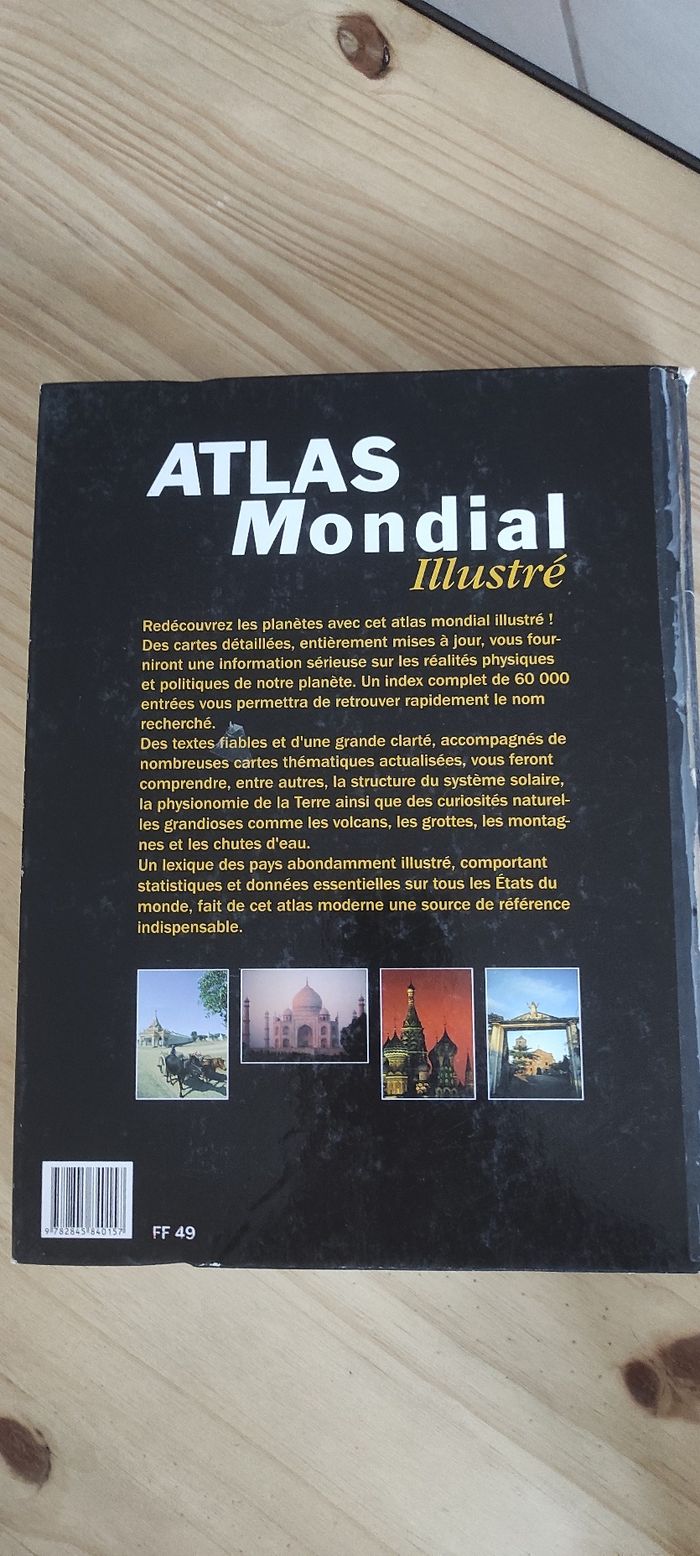 ATLAS
Mondial
Illustré
Redécouvrez les planètes avec cet atlas mondial illustré !
Des cartes détaillées, entièrement mises à jour, vous four-
niront une information sérieuse sur les réalités physiques
et politiques de notre planète. Un index complet de 60 000
entrées vous permettra de retrouver rapidement le nom
recherché.
Des textes fiables et d'une grande clarté, accompagnés de
nombreuses cartes thématiques actualisées, vous feront
comprendre, entre autres, la structure du système solaire,
la physionomie de la Terre ainsi que des curiosités naturel-
les grandioses comme les volcans, les grottes, les montag-
nes et les chutes d'eau.
Un lexique des pays abondamment illustré, comportant
statistiques et données essentielles sur tous les États du
monde, fait de cet atlas moderne une source de référence
indispensable.
9 782845 840157
FF 49